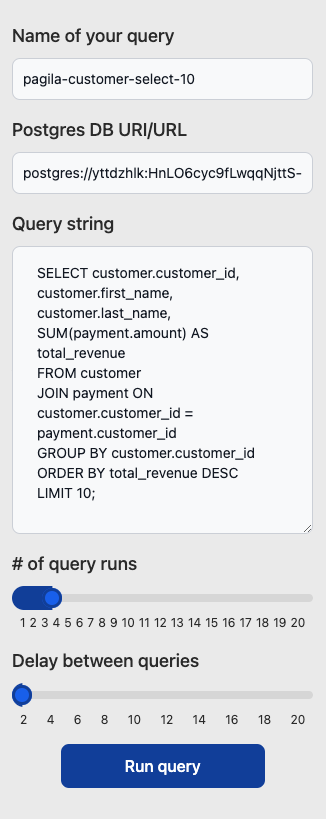 Name of your query
pagila-customer-select-10
Postgres DB URI/URL
postgres://yttdzhlk:HnLO6cyc9fLwqqNjttS-
Query string
SELECT customer.customer_id,
customer.first_name,
customer.last_name,
SUM(payment.amount) AS
total_revenue
FROM customer
JOIN payment ON
customer.customer_id =
payment.customer_id
GROUP BY customer.customer_id
ORDER BY total_revenue DESC
LIMIT 10;
# of query runs
1 2 3 4 5 6 7 8 9 10 11 12 13 14 15 16 17 18 19 20
Delay between queries
2 4 6 8 10 12 14 16 18 20
Run query